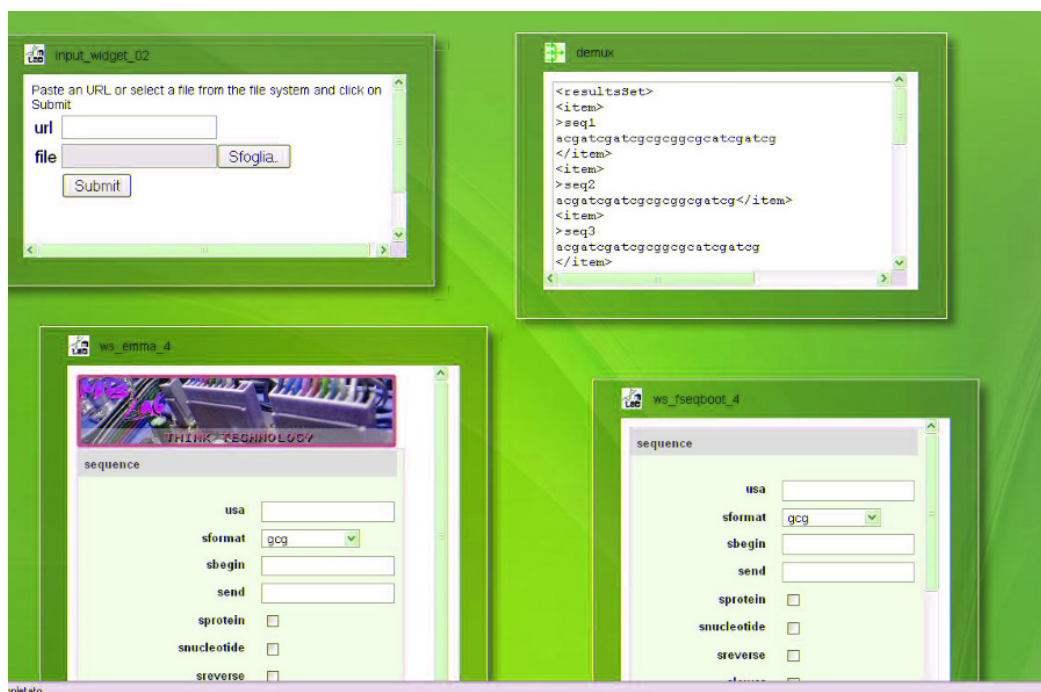 input_widget_02
Paste an URL or select a file from the file system and click on
Submit
url
file Sfoglia..
Submit
demux
<resultsSet>
<item>
>seq1
acgatcgatcgcgcggcgcatcgatcg
</item>
<item>
>seq2
acgatcgatcgcgcggcgatcg</item>
<item>
>seq3
acgatcgatcgcggcgcatcgatcg
</item>
ws_emma_4
THINK TECHNOLOGY
sequence
usa
sformat gcg
sbegin
send
sprotein
snucleotide
sreverse
ws_fseqboot_4
sequence
usa
sformat gcg
sbegin
send
sprotein
snucleotide
sreverse